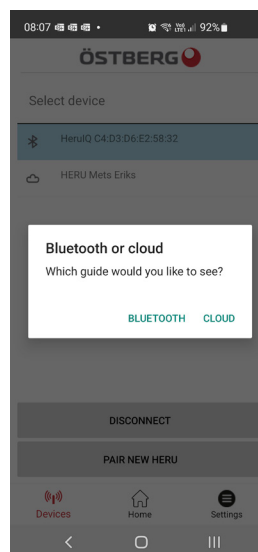 08:07 92%
ÖSTBERG
Select device
HeruIQ C4:D3:D6:E2:58:32
HERU Mets Eriks
Bluetooth or cloud
Which guide would you like to see?
BLUETOOTH CLOUD
DISCONNECT
PAIR NEW HERU
Devices Home Settings